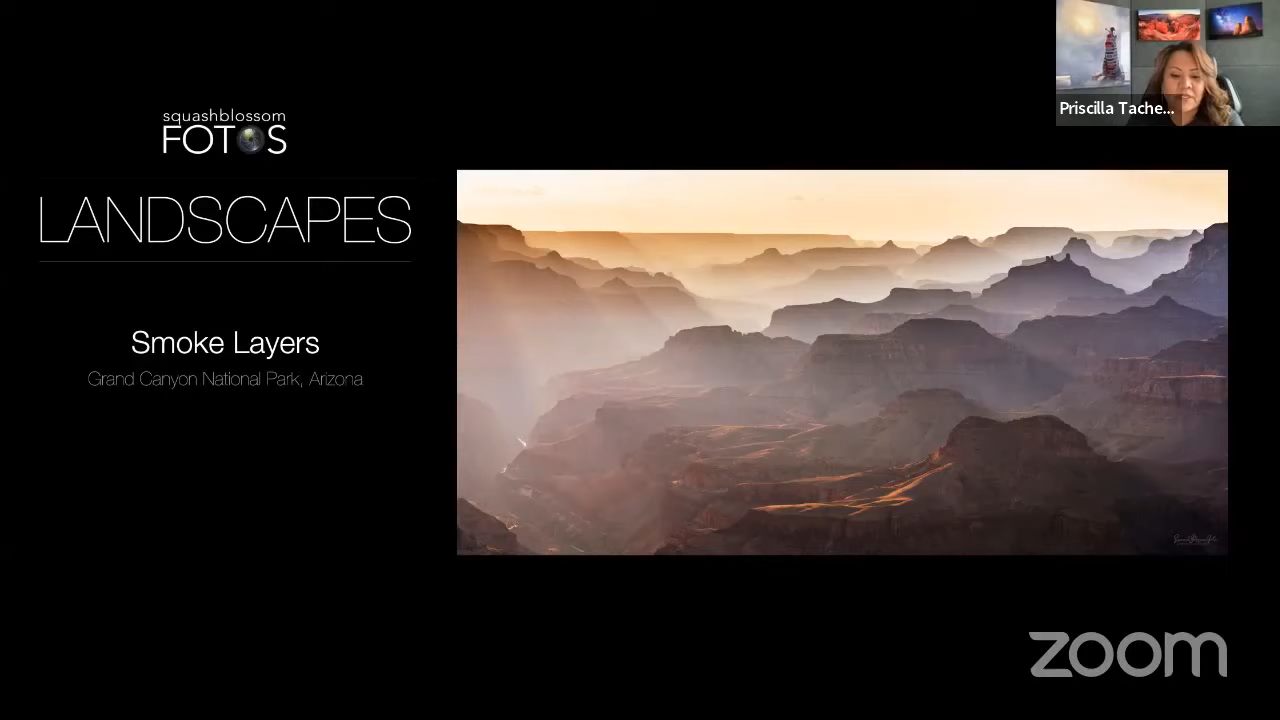 squashblossom
FOTOS
LANDSCAPES
Smoke Layers
Grand Canyon National Park, Arizona
Priscilla Tache...
zoom